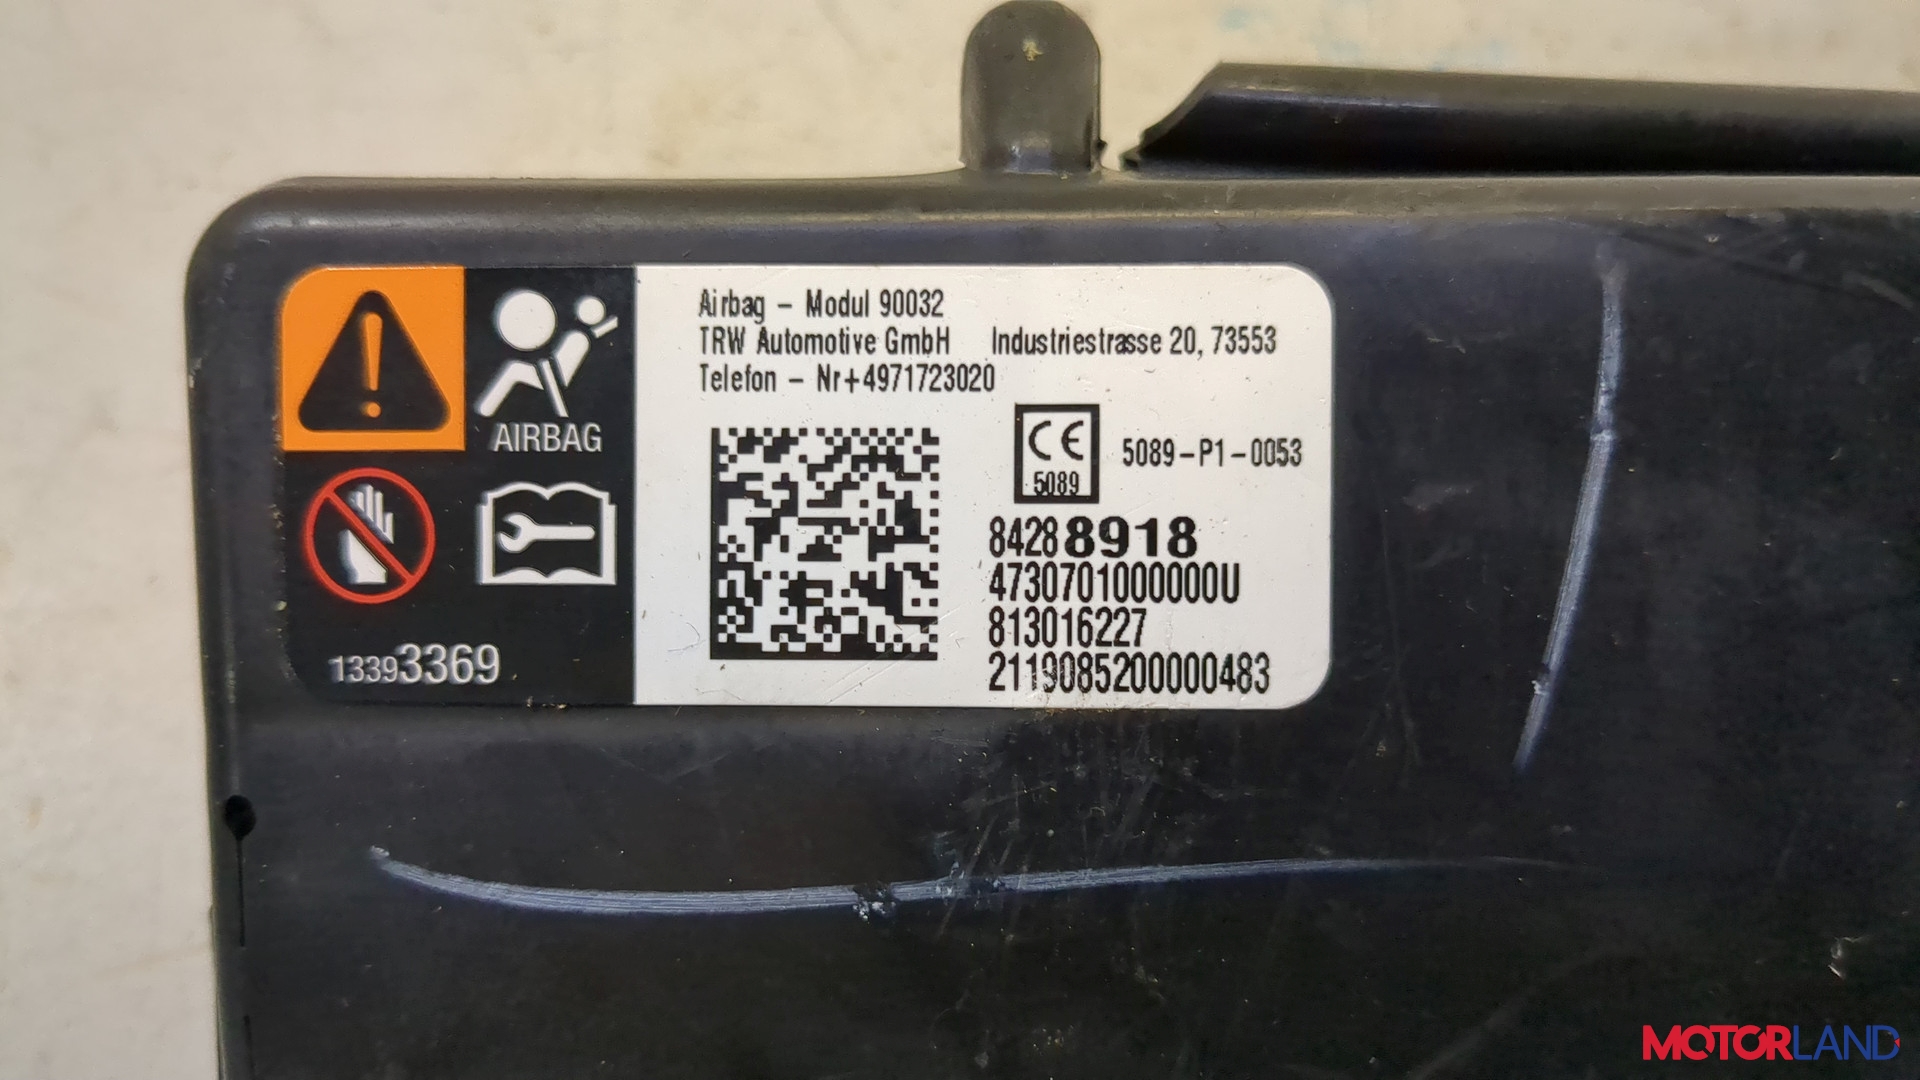 Airbag - Modul 90032
TRW Automotive GmbH Industriestrasse 20, 73553
Telefon - Nr+4971723020
AIRBAG
CE
5089
5089-P1-0053
84288918
4730701000000U
813016227
2119085200000483
13393369
MOTORLAND